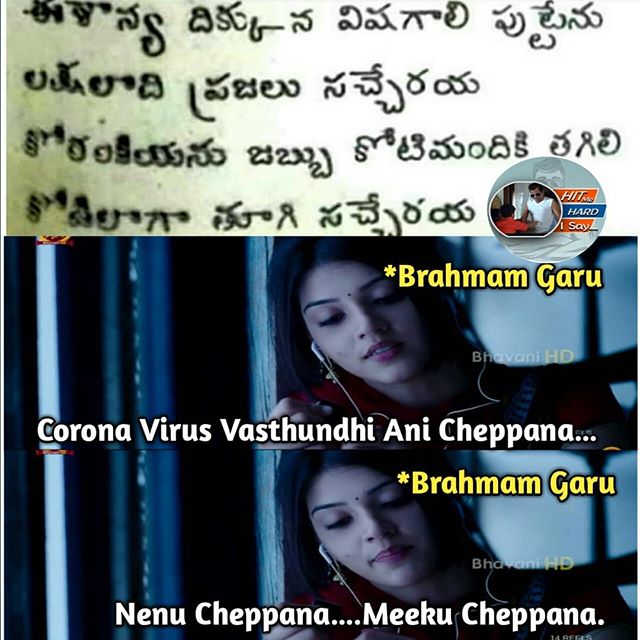 ఈశాన్య దిక్కున విషగాలి పుట్టేను
లక్షలాది ప్రజలు సచ్చేరయ
కోరంకియను జబ్బు కోటిమందికి తగిలి
కోడిలాగా తూగి సచ్చేరయ
HIT Me
HARD
I Say
*Brahmam Garu
Bhavani HD
Corona Virus Vasthundhi Ani Cheppana...
*Brahmam Garu
Bhavani HD
Nenu Cheppana....Meeku Cheppana.
14 REELS